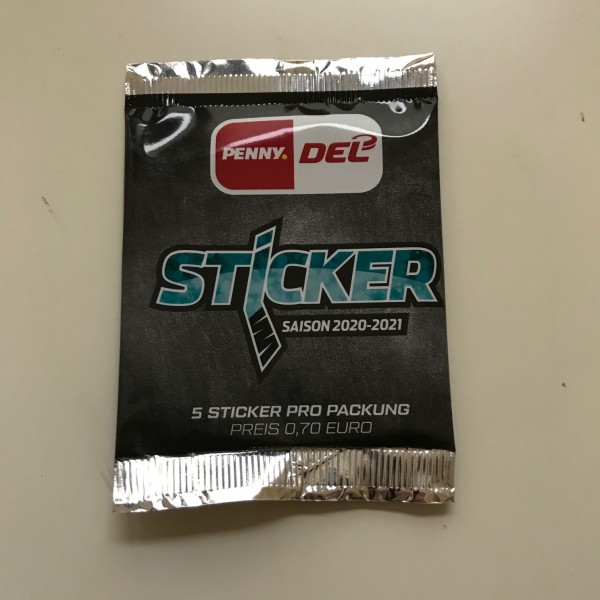 PENNY. DEL
STICKER
SAISON 2020-2021
5 STICKER PRO PACKUNG
PREIS 0,70 EURO